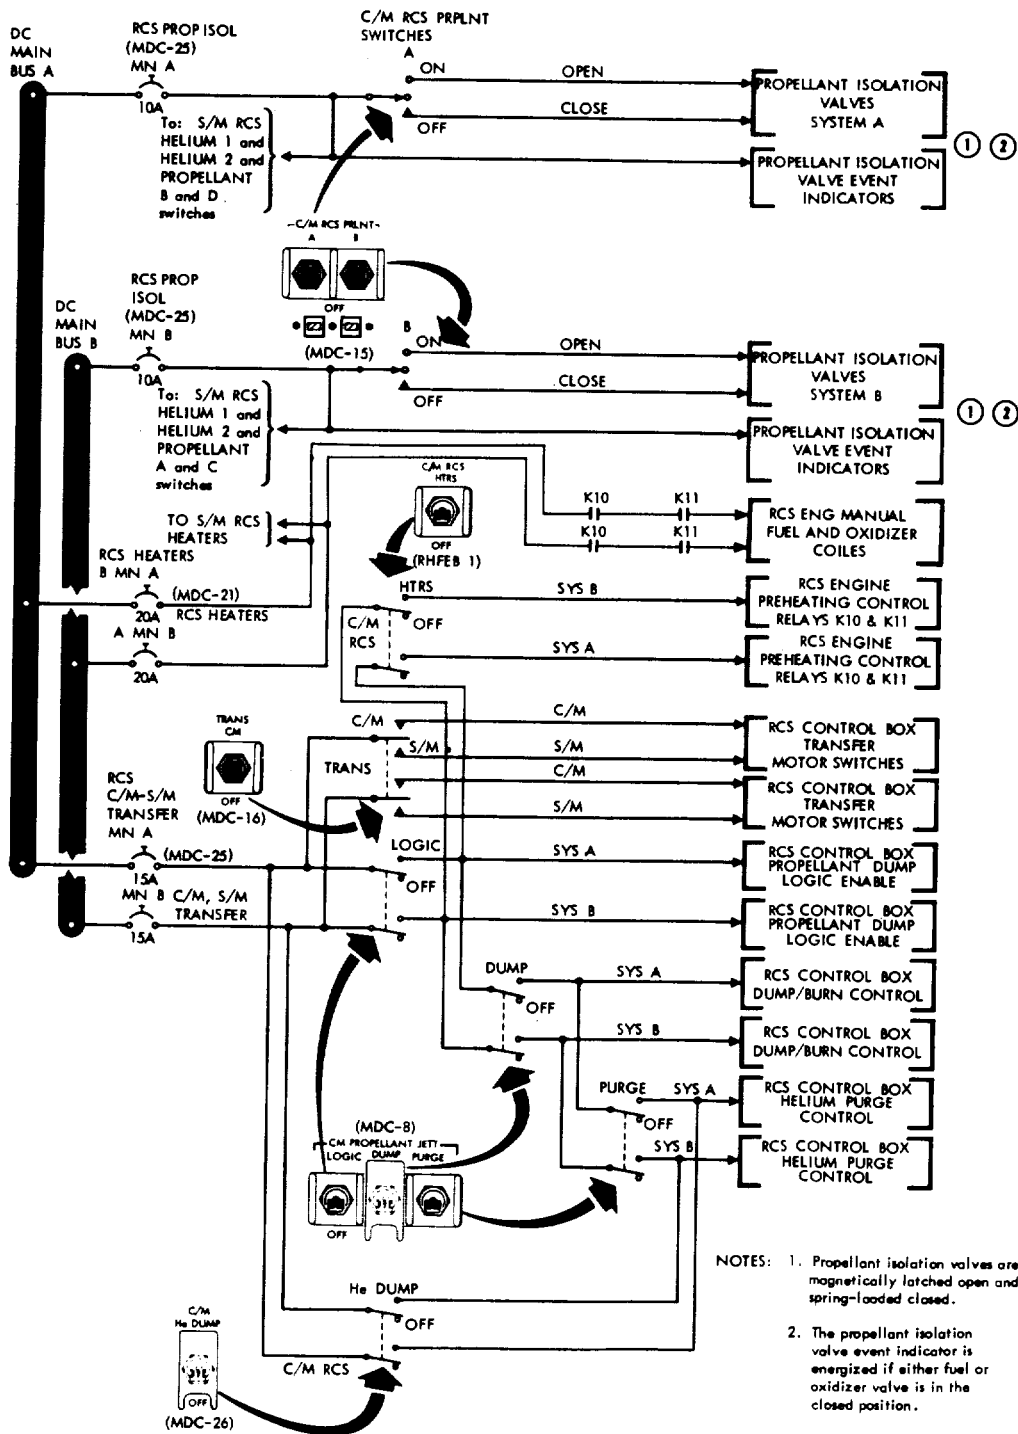 DC
MAIN
BUS A
RCS PROP ISOL
(MDC-25)
MN A
10A
C/M RCS PRPLNT
SWITCHES
A
ON
OPEN
CLOSE
OFF
PROPELLANT ISOLATION
VALVES
SYSTEM A
To: S/M RCS
HELIUM 1 and
HELIUM 2 and
PROPELLANT
B and D
switches
1 2
PROPELLANT ISOLATION
VALVE EVENT
INDICATORS
C/M RCS PRLNT
A B
OFF
(MDC-15)
DC
MAIN
BUS B
RCS PROP
ISOL
(MDC-25)
MN B
10A
B
ON
OPEN
CLOSE
OFF
PROPELLANT ISOLATION
VALVES
SYSTEM B
To: S/M RCS
HELIUM 1 and
HELIUM 2 and
PROPELLANT
A and C
switches
1 2
PROPELLANT ISOLATION
VALVE EVENT
INDICATORS
C/M RCS
HTRS
OFF
(RHFEB 1)
K10 K11
K10 K11
RCS ENG MANUAL
FUEL AND OXIDIZER
COILES
TO S/M RCS
HEATERS
RCS HEATERS
B MN A
20A
(MDC-21)
RCS HEATERS
A MN B
20A
HTRS
OFF
C/M
RCS
SYS B
RCS ENGINE
PREHEATING CONTROL
RELAYS K10 & K11
SYS A
RCS ENGINE
PREHEATING CONTROL
RELAYS K10 & K11
TRANS
CM
OFF
(MDC-16)
C/M
S/M
TRANS
C/M
S/M
RCS CONTROL BOX
TRANSFER
MOTOR SWITCHES
C/M
S/M
RCS CONTROL BOX
TRANSFER
MOTOR SWITCHES
RCS
C/M-S/M
TRANSFER
MN A
(MDC-25)
15A
MN B C/M, S/M
TRANSFER
15A
LOGIC
OFF
SYS A
RCS CONTROL BOX
PROPELLANT DUMP
LOGIC ENABLE
SYS B
RCS CONTROL BOX
PROPELLANT DUMP
LOGIC ENABLE
DUMP
OFF
SYS A
RCS CONTROL BOX
DUMP/BURN CONTROL
SYS B
RCS CONTROL BOX
DUMP/BURN CONTROL
PURGE
OFF
SYS A
RCS CONTROL BOX
HELIUM PURGE
CONTROL
SYS B
RCS CONTROL BOX
HELIUM PURGE
CONTROL
(MDC-8)
CM PROPELLANT JETT
LOGIC DUMP PURGE
OFF
He DUMP
OFF
C/M RCS
C/M
He DUMP
OFF
(MDC-26)
NOTES: 1. Propellant isolation valves are
magnetically latched open and
spring-loaded closed.
2. The propellant isolation
valve event indicator is
energized if either fuel or
oxidizer valve is in the
closed position.